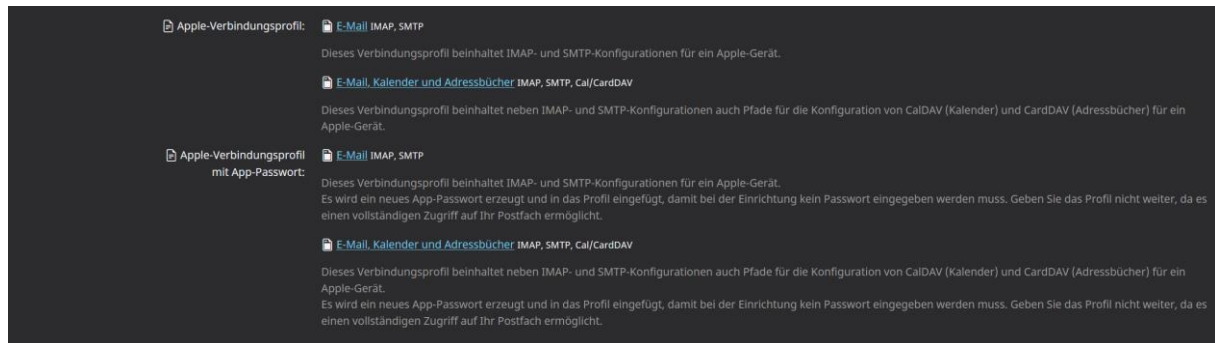 Apple-Verbindungsprofil:
E-Mail IMAP, SMTP
Dieses Verbindungsprofil beinhaltet IMAP- und SMTP-Konfigurationen für ein Apple-Gerät.
E-Mail, Kalender und Adressbücher IMAP, SMTP, Cal/CardDAV
Dieses Verbindungsprofil beinhaltet neben IMAP- und SMTP-Konfigurationen auch Pfade für die Konfiguration von CalDAV (Kalender) und CardDAV (Adressbücher) für ein
Apple-Gerät.
Apple-Verbindungsprofil
mit App-Passwort:
E-Mail IMAP, SMTP
Dieses Verbindungsprofil beinhaltet IMAP- und SMTP-Konfigurationen für ein Apple-Gerät.
Es wird ein neues App-Passwort erzeugt und in das Profil eingefügt, damit bei der Einrichtung kein Passwort eingegeben werden muss. Geben Sie das Profil nicht weiter, da es
einen vollständigen Zugriff auf Ihr Postfach ermöglicht.
E-Mail, Kalender und Adressbücher IMAP, SMTP, Cal/CardDAV
Dieses Verbindungsprofil beinhaltet neben IMAP- und SMTP-Konfigurationen auch Pfade für die Konfiguration von CalDAV (Kalender) und CardDAV (Adressbücher) für ein
Apple-Gerät.
Es wird ein neues App-Passwort erzeugt und in das Profil eingefügt, damit bei der Einrichtung kein Passwort eingegeben werden muss. Geben Sie das Profil nicht weiter, da es
einen vollständigen Zugriff auf Ihr Postfach ermöglicht.